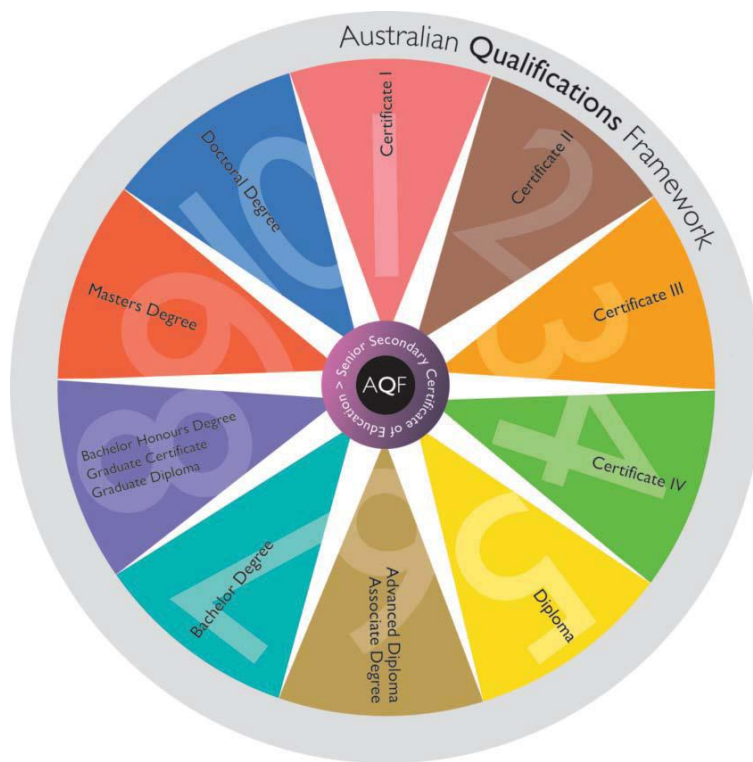 Australian Qualifications Framework
1
Certificate I
2
Certificate II
3
Certificate III
4
Certificate IV
5
Diploma
6
Advanced Diploma
Associate Degree
7
Bachelor Degree
8
Bachelor Honours Degree
Graduate Certificate
Graduate Diploma
9
Masters Degree
10
Doctoral Degree
Senior Secondary Certificate of Education >
AQF